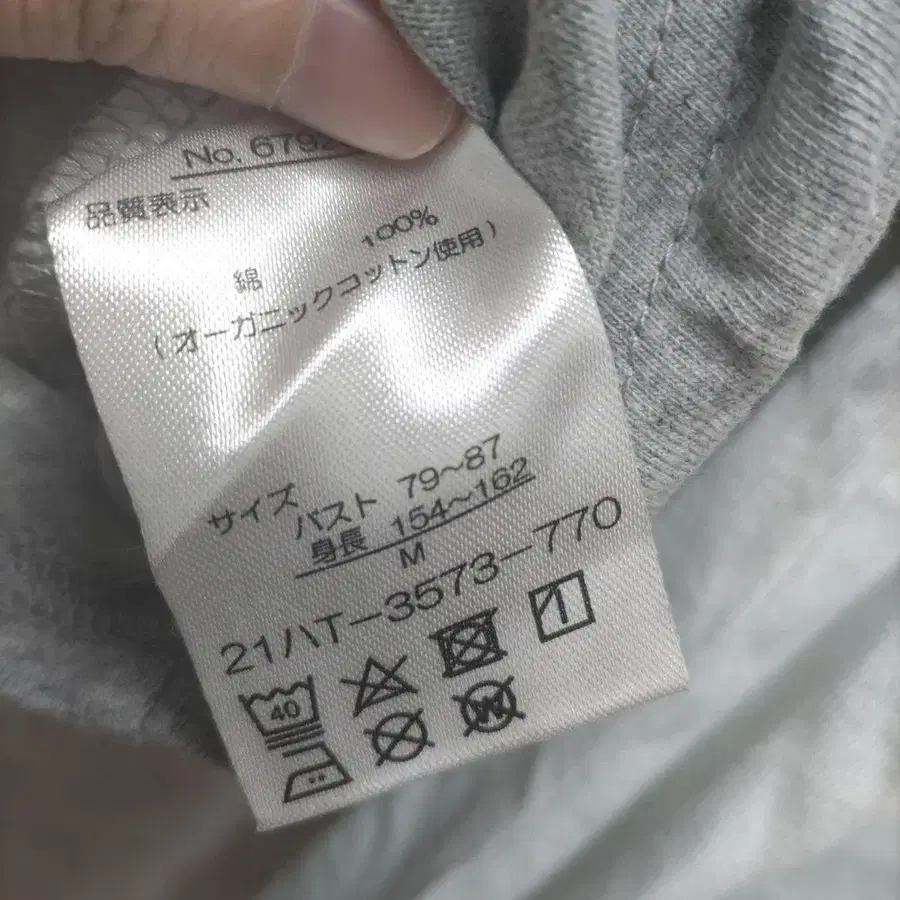 No. 6792
品質表示
綿 100%
(オーガニックコットン使用)
サイズ
バスト 79~87
身長 154~162
M
21ハT-3573-770
40
W